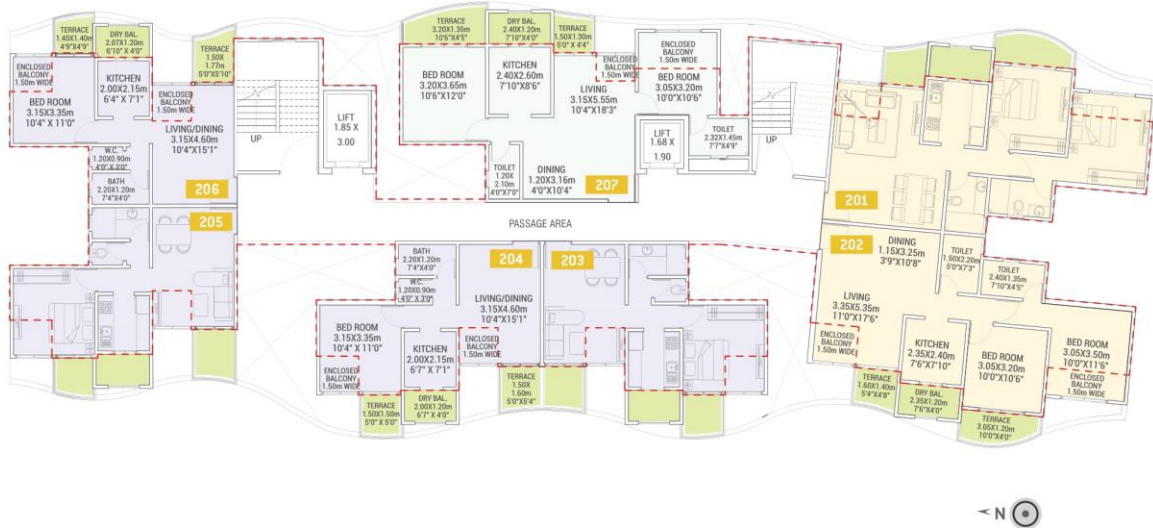 TERRACE
1.40X1.40m
4'9"X4'9"
DRY BAL.
2.07X1.20m
6'10" X 4'0"
TERRACE
1.50X
1.77m
5'0"X5'10"
ENCLOSED
BALCONY
1.50m WIDE
KITCHEN
2.00X2.15m
6'4" X 7'1"
ENCLOSED
BALCONY
1.50m WIDE
BED ROOM
3.15X3.35m
10'4" X 11'0"
LIVING/DINING
3.15X4.60m
10'4"X15'1"
W.C.
1.20X0.90m
4'0" X 3'0"
BATH
2.20X1.20m
7'4"X4'0"
206
205
UP
LIFT
1.85 X
3.00
TERRACE
3.20X1.35m
10'6"X4'5"
DRY BAL.
2.40X1.20m
7'10"X4'0"
TERRACE
1.50X1.30m
5'0" X 4'4"
BED ROOM
3.20X3.65m
10'6"X12'0"
KITCHEN
2.40X2.60m
7'10"X8'6"
ENCLOSED
BALCONY
1.50m WIDE
ENCLOSED
BALCONY
1.50m WIDE
LIVING
3.15X5.55m
10'4"X18'3"
BED ROOM
3.05X3.20m
10'0"X10'6"
TOILET
1.20X
2.10m
4'0"X7'0"
DINING
1.20X3.16m
4'0"X10'4"
207
LIFT
1.68 X
1.90
TOILET
2.32X1.45m
7'7"X4'9"
UP
PASSAGE AREA
201
202
DINING
1.15X3.25m
3'9"X10'8"
TOILET
1.50X2.20m
5'0"X7'3"
TOILET
2.40X1.35m
7'10"X4'5"
LIVING
3.35X5.35m
11'0"X17'6"
ENCLOSED
BALCONY
1.50m WIDE
KITCHEN
2.35X2.40m
7'6"X7'10"
BED ROOM
3.05X3.20m
10'0"X10'6"
BED ROOM
3.05X3.50m
10'0"X11'6"
ENCLOSED
BALCONY
1.50m WIDE
TERRACE
1.60X1.40m
5'4"X4'8"
DRY BAL.
2.35X1.20m
7'6"X4'0"
TERRACE
3.05X1.20m
10'0"X4'0"
BATH
2.20X1.20m
7'4"X4'0"
W.C.
1.20X0.90m
4'0" X 3'0"
204
203
LIVING/DINING
3.15X4.60m
10'4"X15'1"
BED ROOM
3.15X3.35m
10'4" X 11'0"
KITCHEN
2.00X2.15m
6'7" X 7'1"
ENCLOSED
BALCONY
1.50m WIDE
ENCLOSED
BALCONY
1.50m WIDE
TERRACE
1.50X1.50m
5'0" X 5'0"
DRY BAL.
2.00X1.20m
6'7" X 4'0"
TERRACE
1.50X
1.60m
5'0"X5'4"
N